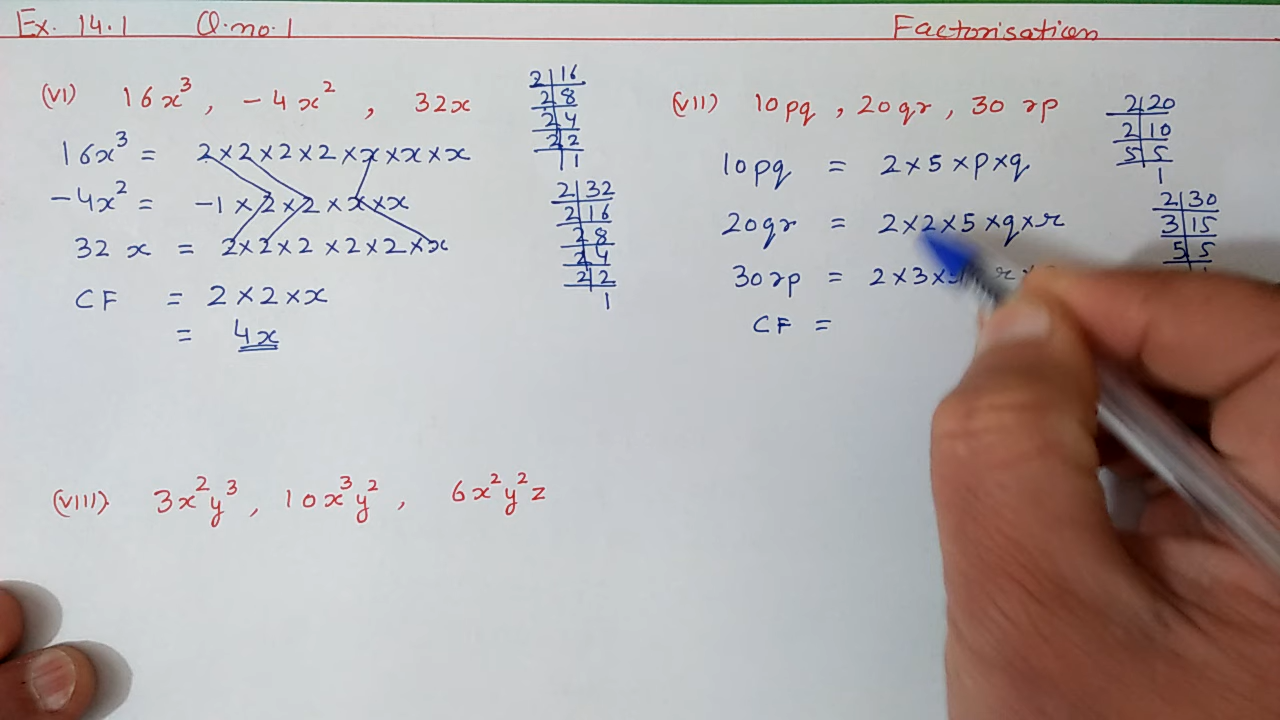 Ex. 14.1 Q.no.1 Factorisation
(vi) 16x³, -4x², 32x
16x³ = 2×2×2×2×x×x×x
-4x² = -1×2×2×x×x
32x = 2×2×2×2×2×x
CF = 2×2×x
= 4x
2|16
2|8
2|4
2|2
1
2|32
2|16
2|8
2|4
2|2
1
(vii) 10pq, 20qr, 30rp
10pq = 2×5×p×q
20qr = 2×2×5×q×r
30rp = 2×3×
CF =
2|20
2|10
5|5
1
2|30
3|15
5|5
(viii) 3x²y³, 10x³y², 6x²y²z